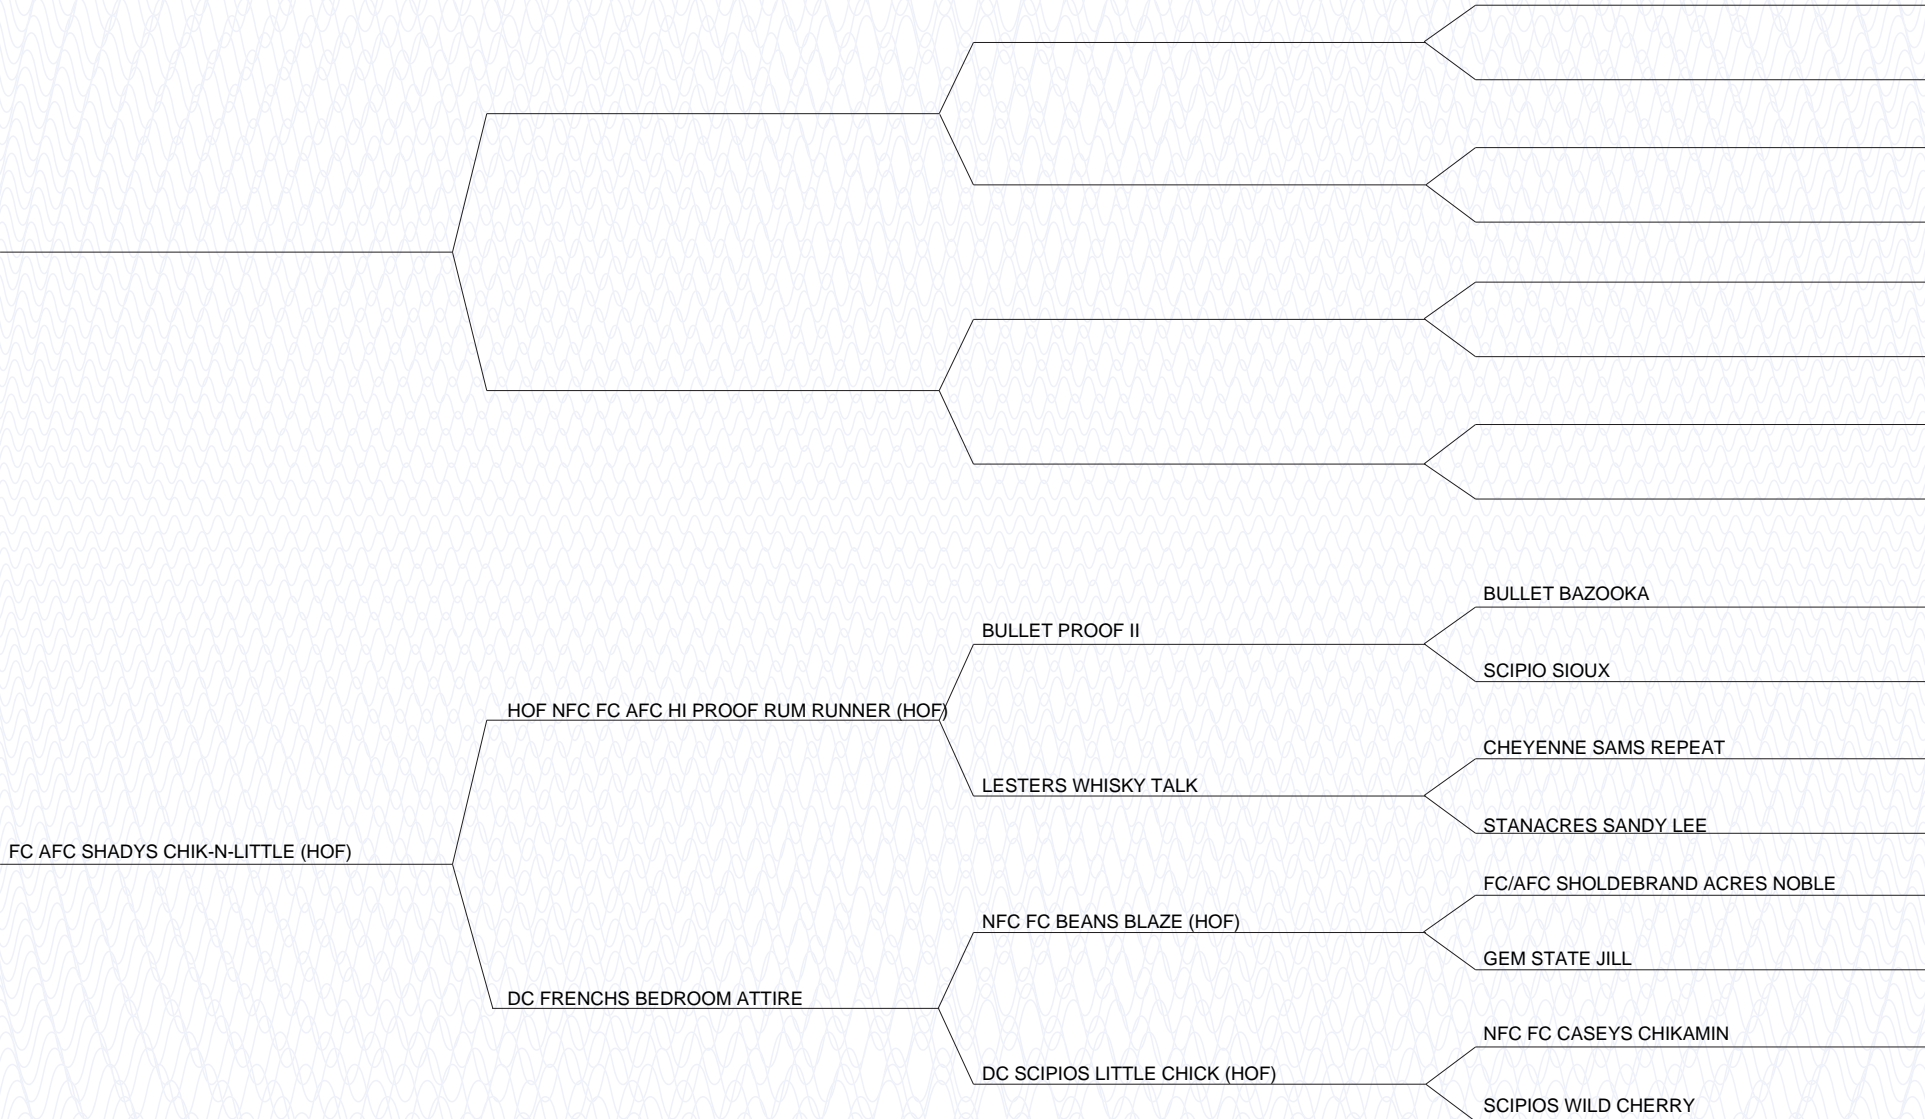 BULLET BAZOOKA
BULLET PROOF II
SCIPIO SIOUX
HOF NFC FC AFC HI PROOF RUM RUNNER (HOF)
CHEYENNE SAMS REPEAT
LESTERS WHISKY TALK
STANACRES SANDY LEE
FC AFC SHADYS CHIK-N-LITTLE (HOF)
FC/AFC SHOLDEBRAND ACRES NOBLE
NFC FC BEANS BLAZE (HOF)
GEM STATE JILL
DC FRENCHS BEDROOM ATTIRE
NFC FC CASEYS CHIKAMIN
DC SCIPIOS LITTLE CHICK (HOF)
SCIPIOS WILD CHERRY